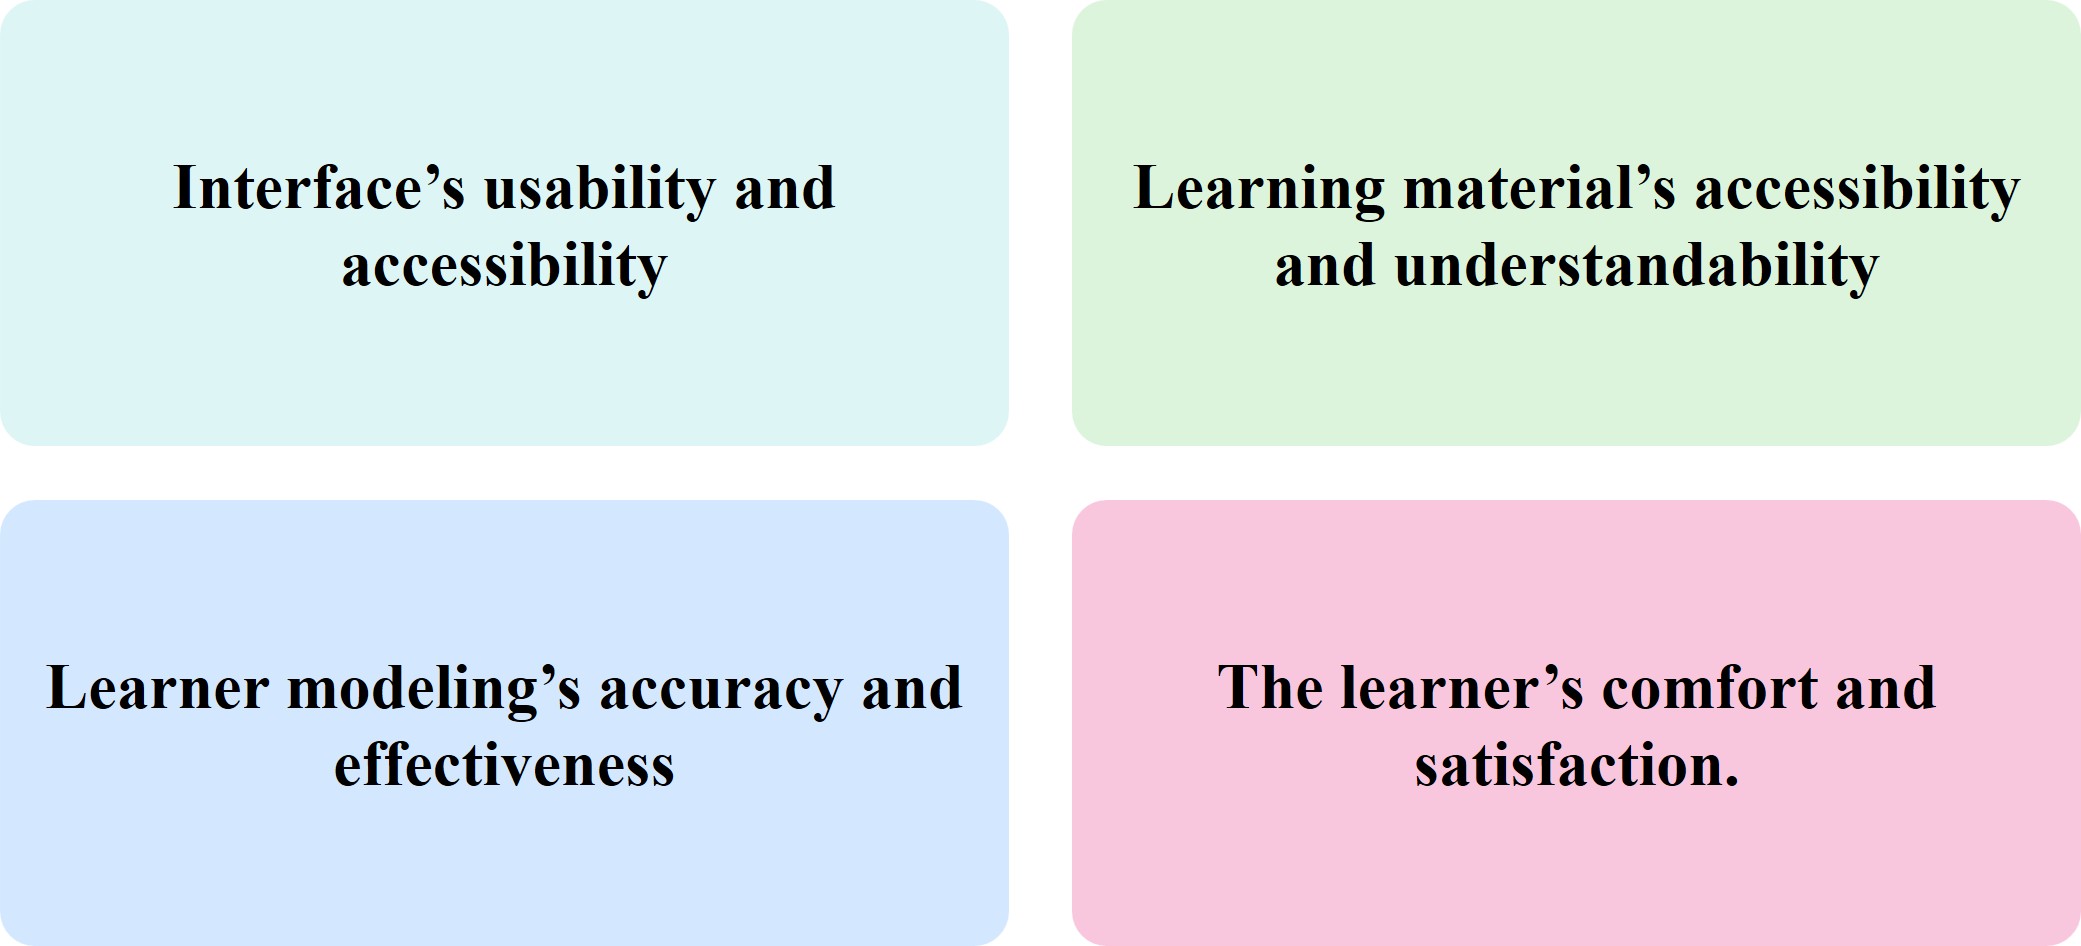 Interface’s usability and
accessibility
Learning material’s accessibility
and understandability
Learner modeling’s accuracy and
effectiveness
The learner’s comfort and
satisfaction.